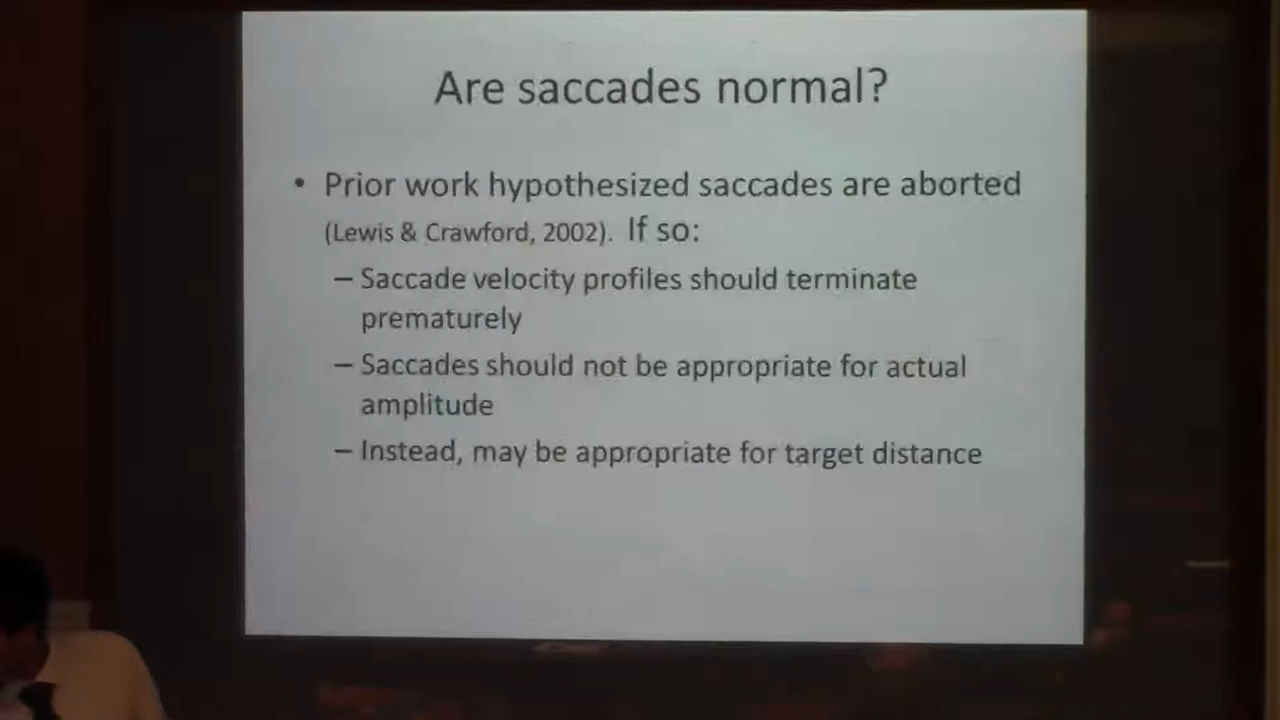 Are saccades normal?
• Prior work hypothesized saccades are aborted
(Lewis & Crawford, 2002). If so:
– Saccade velocity profiles should terminate
prematurely
– Saccades should not be appropriate for actual
amplitude
– Instead, may be appropriate for target distance